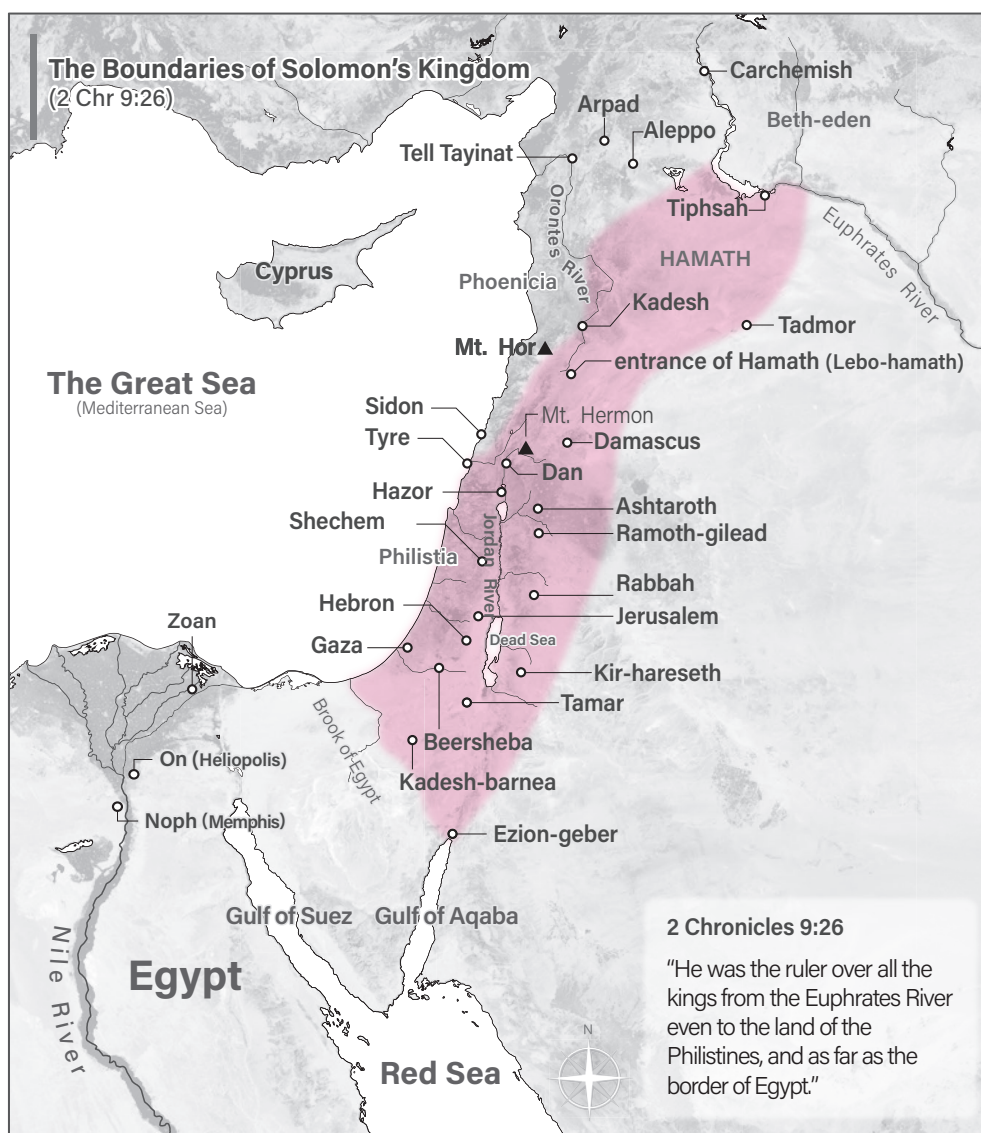 The Boundaries of Solomon's Kingdom
(2 Chr 9:26)
Carchemish
Arpad
Beth-eden
Aleppo
Tell Tayinat
Tiphsah
Orontes River
Euphrates River
Cyprus
HAMATH
Phoenicia
Kadesh
Tadmor
Mt. Hor
entrance of Hamath (Lebo-hamath)
The Great Sea
(Mediterranean Sea)
Sidon
Mt. Hermon
Tyre
Damascus
Dan
Hazor
Ashtaroth
Shechem
Jordan River
Ramoth-gilead
Philistia
Rabbah
Hebron
Jerusalem
Zoan
Gaza
Dead Sea
Kir-hareseth
Tamar
Brook of Egypt
Beersheba
On (Heliopolis)
Kadesh-barnea
Noph (Memphis)
Ezion-geber
Gulf of Suez
Gulf of Aqaba
Nile River
Egypt
Red Sea
N
2 Chronicles 9:26
“He was the ruler over all the
kings from the Euphrates River
even to the land of the
Philistines, and as far as the
border of Egypt.”